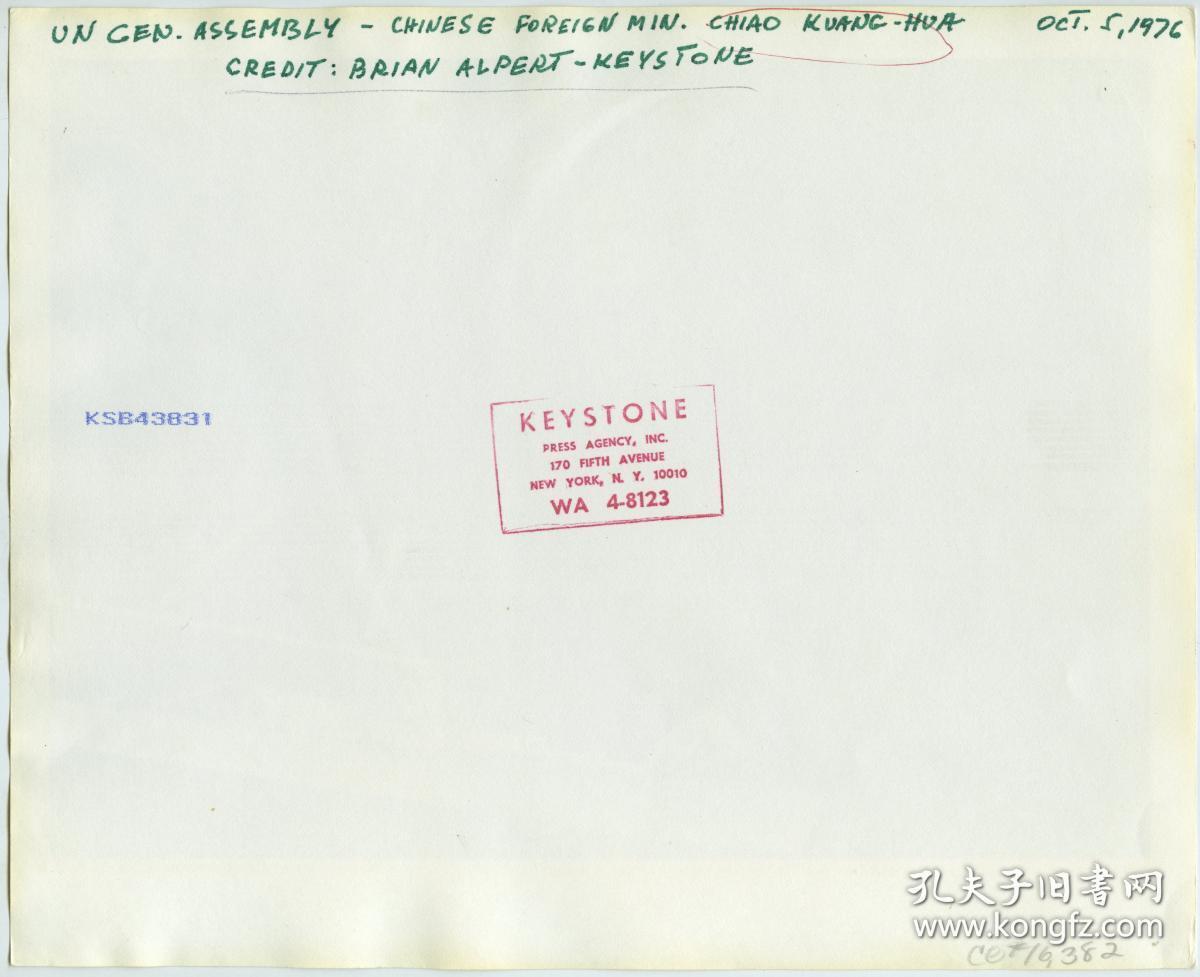 UN GEN. ASSEMBLY - CHINESE FOREIGN MIN. CHIAO KUANG-HUA OCT. 5, 1976
CREDIT: BRIAN ALPERT-KEYSTONE
KSB43831
KEYSTONE
PRESS AGENCY, INC.
170 FIFTH AVENUE
NEW YORK, N. Y. 10010
WA 4-8123
孔夫子旧书网
www.kongfz.com